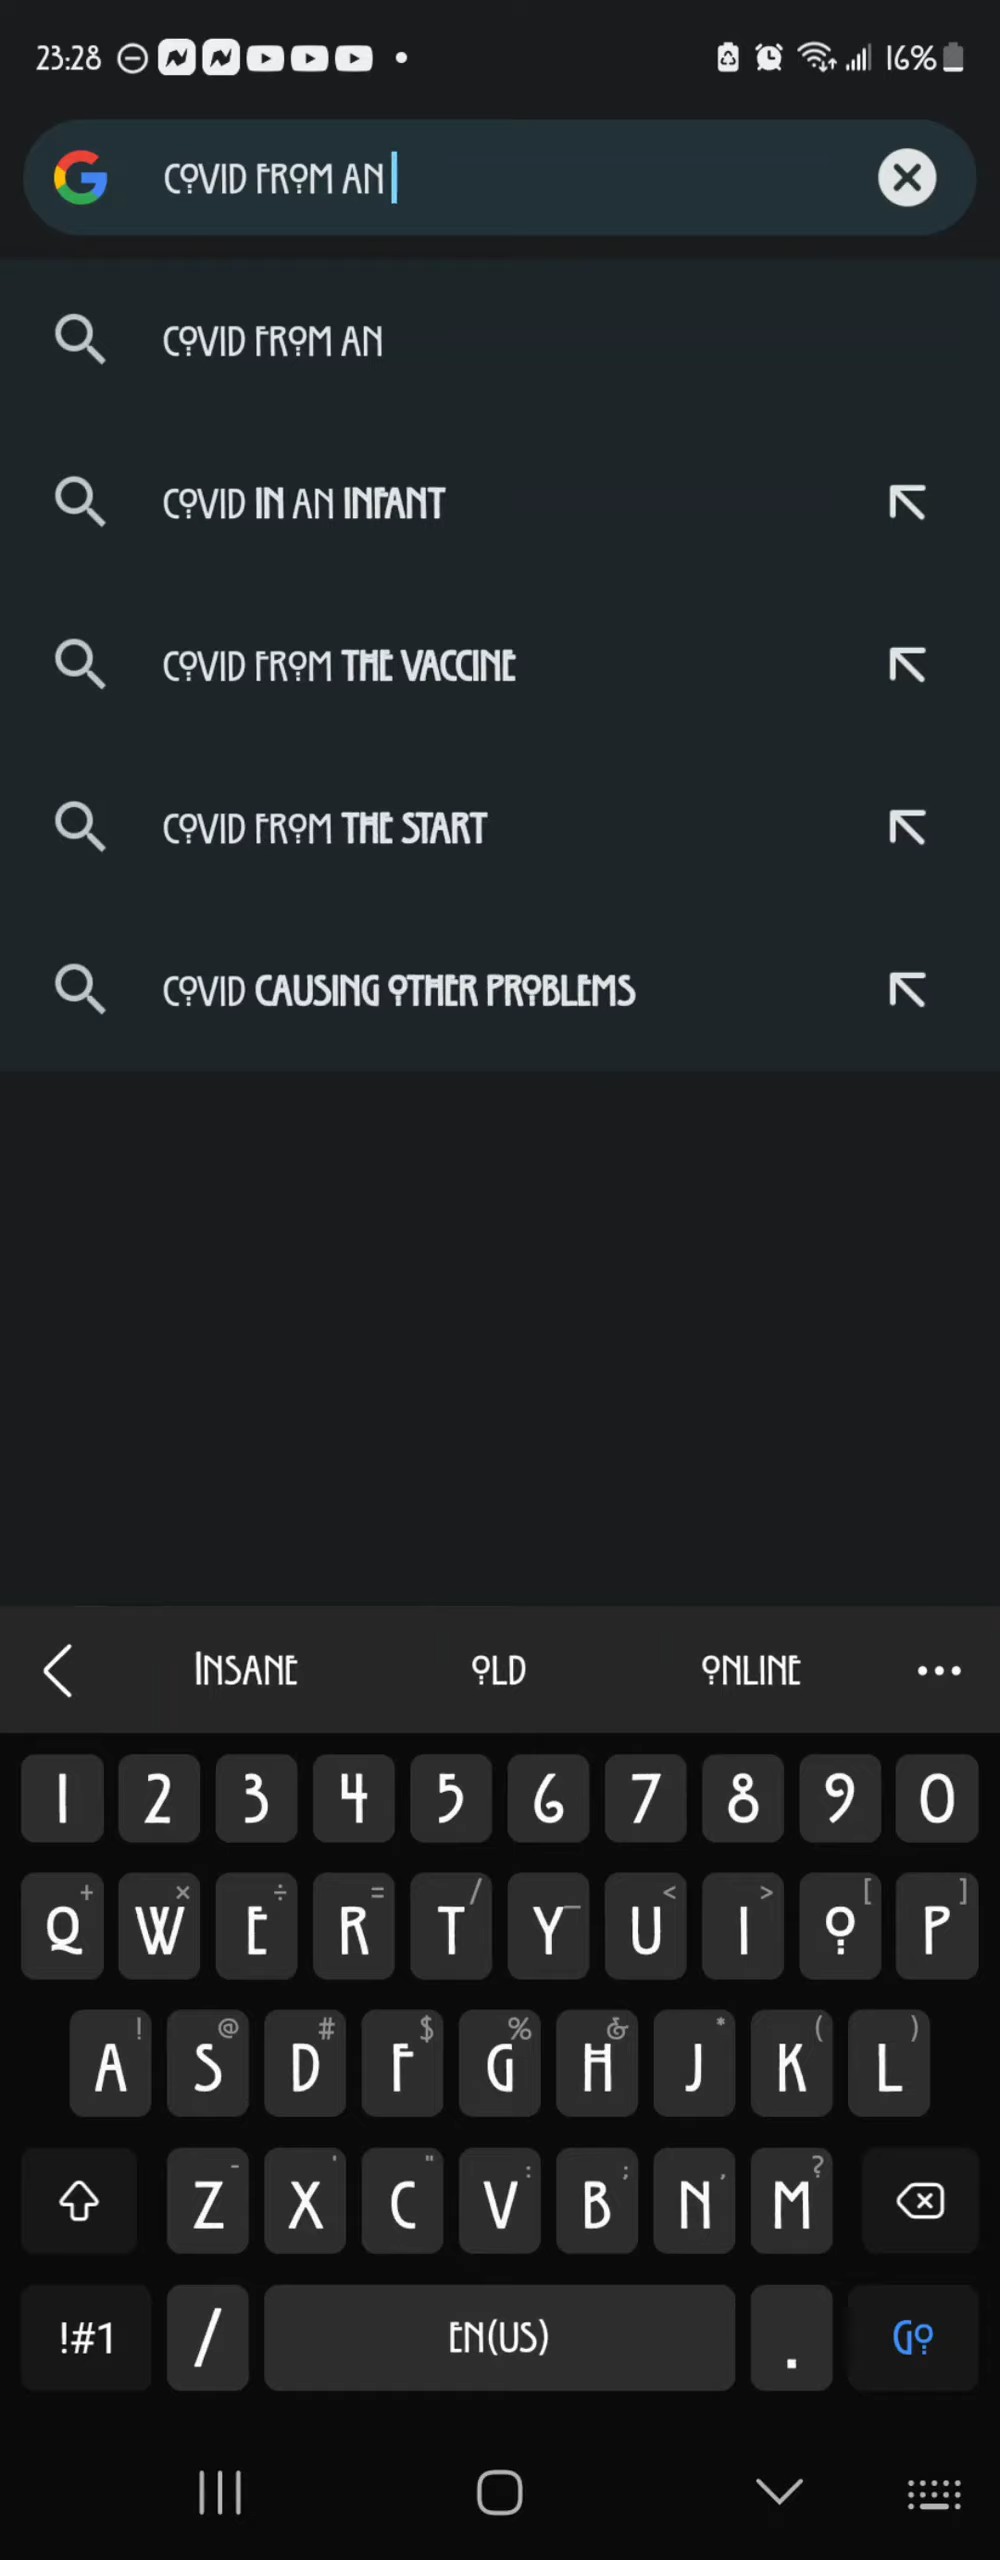 23:28 16%
COVID FROM AN
COVID FROM AN
COVID IN AN INFANT
COVID FROM THE VACCINE
COVID FROM THE START
COVID CAUSING OTHER PROBLEMS
INSANE OLD ONLINE
1 2 3 4 5 6 7 8 9 0
+ × ÷ = / _ < > [ ]
Q W E R T Y U I O P
! @ # $ % & * ( )
A S D F G H J K L
- ' " : ; , ?
Z X C V B N M
!#1 / EN(US) . GO